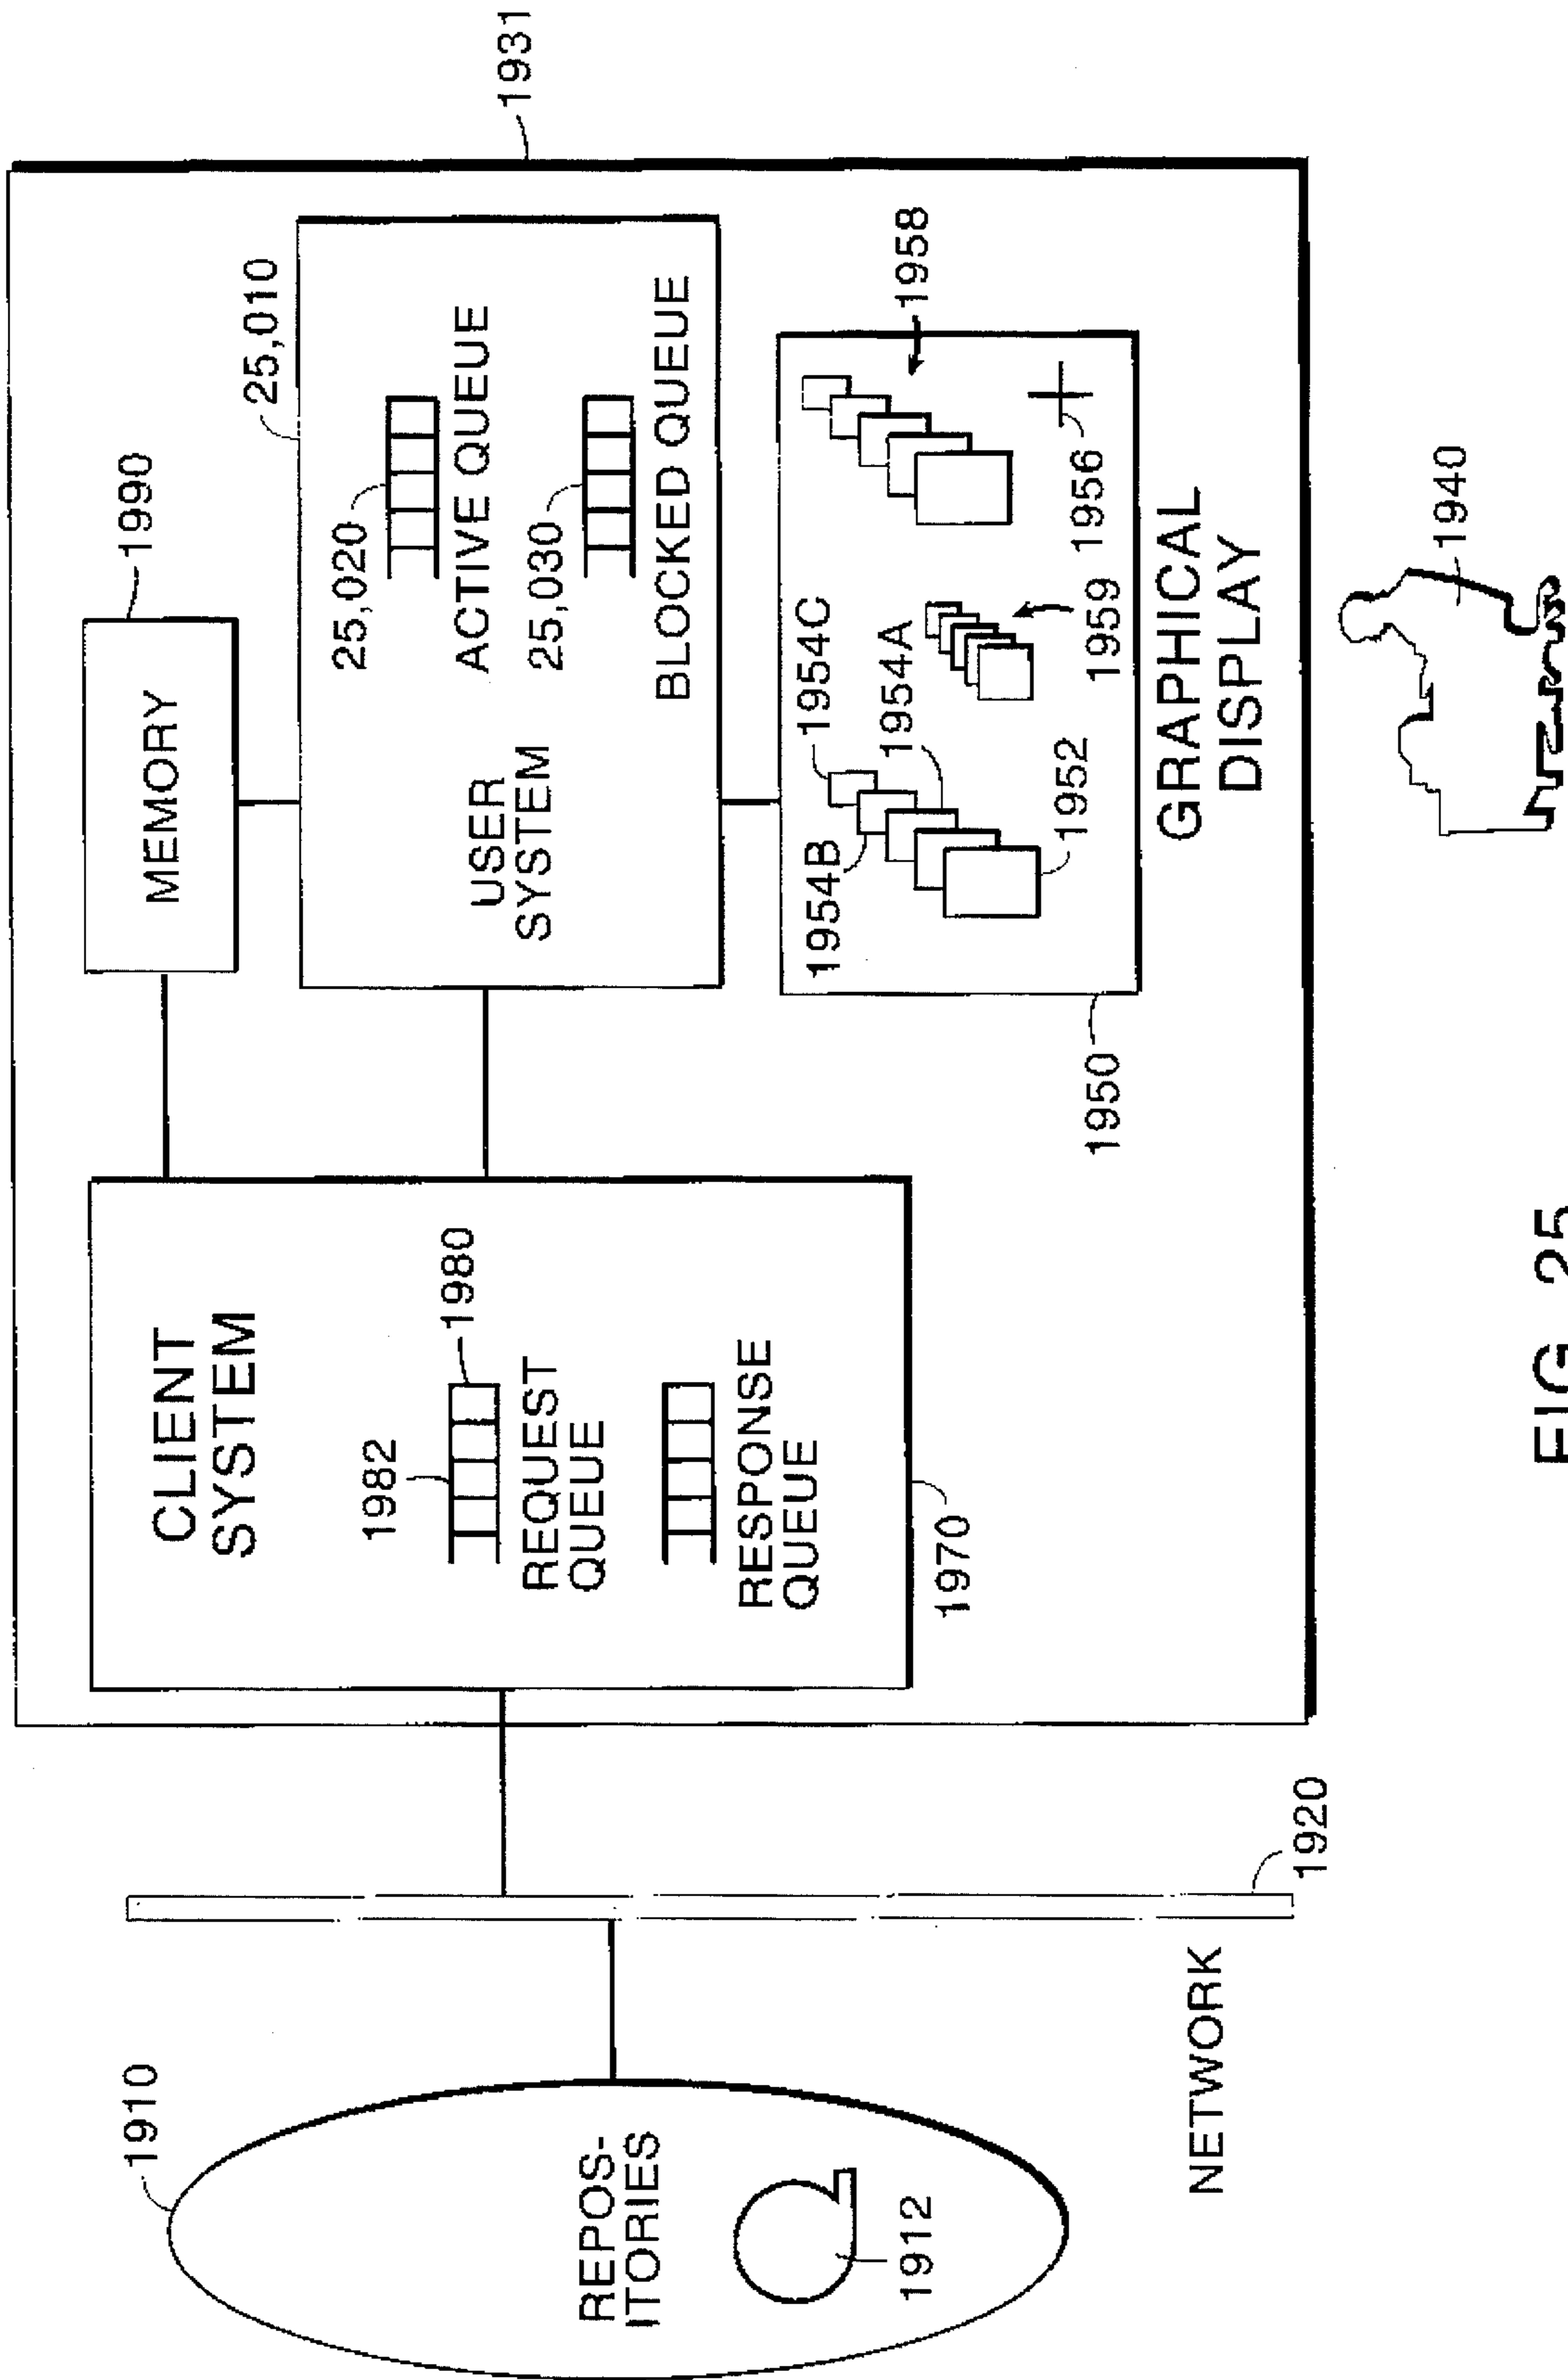 1910
REPOS-
ITORIES
1912
NETWORK
1920
1931
CLIENT
SYSTEM
1982
1980
REQUEST
QUEUE
RESPONSE
QUEUE
1970
MEMORY
1990
25,010
USER
SYSTEM
25,020
ACTIVE QUEUE
25,030
BLOCKED QUEUE
1954B
1954C
1954A
1952
1959
1956
1958
1950
GRAPHICAL
DISPLAY
1940
FIG. 25